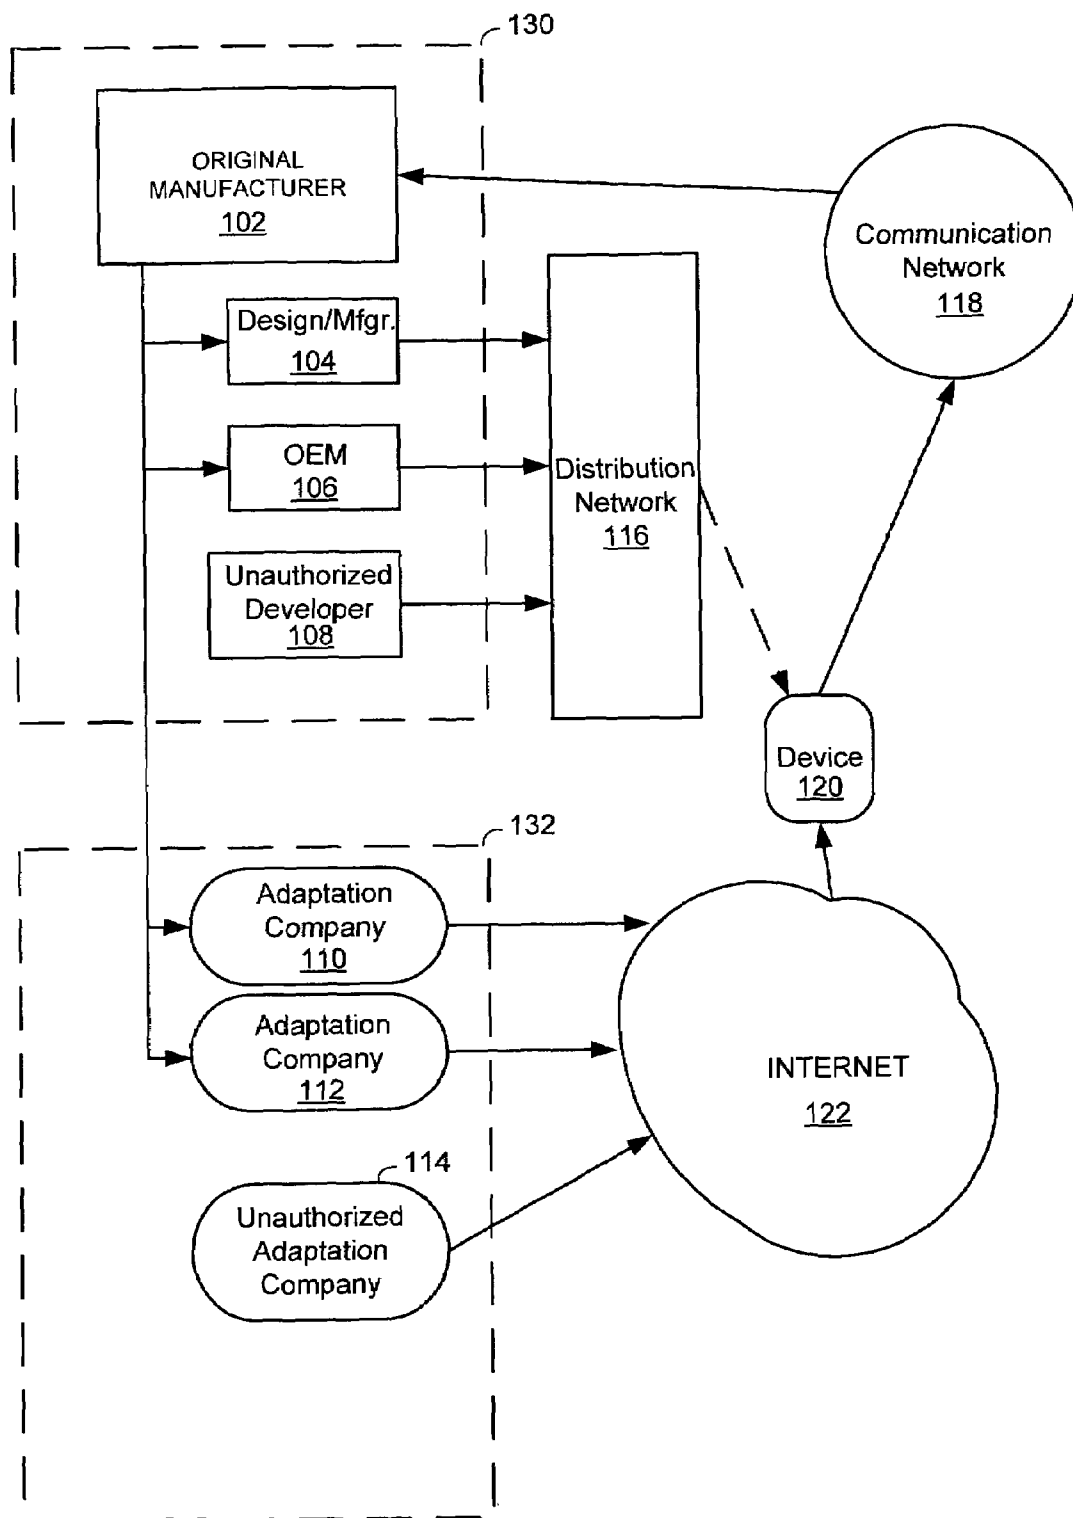 130
ORIGINAL
MANUFACTURER
102
Communication
Network
118
Design/Mfgr.
104
OEM
106
Distribution
Network
116
Unauthorized
Developer
108
Device
120
132
Adaptation
Company
110
Adaptation
Company
112
INTERNET
122
114
Unauthorized
Adaptation
Company